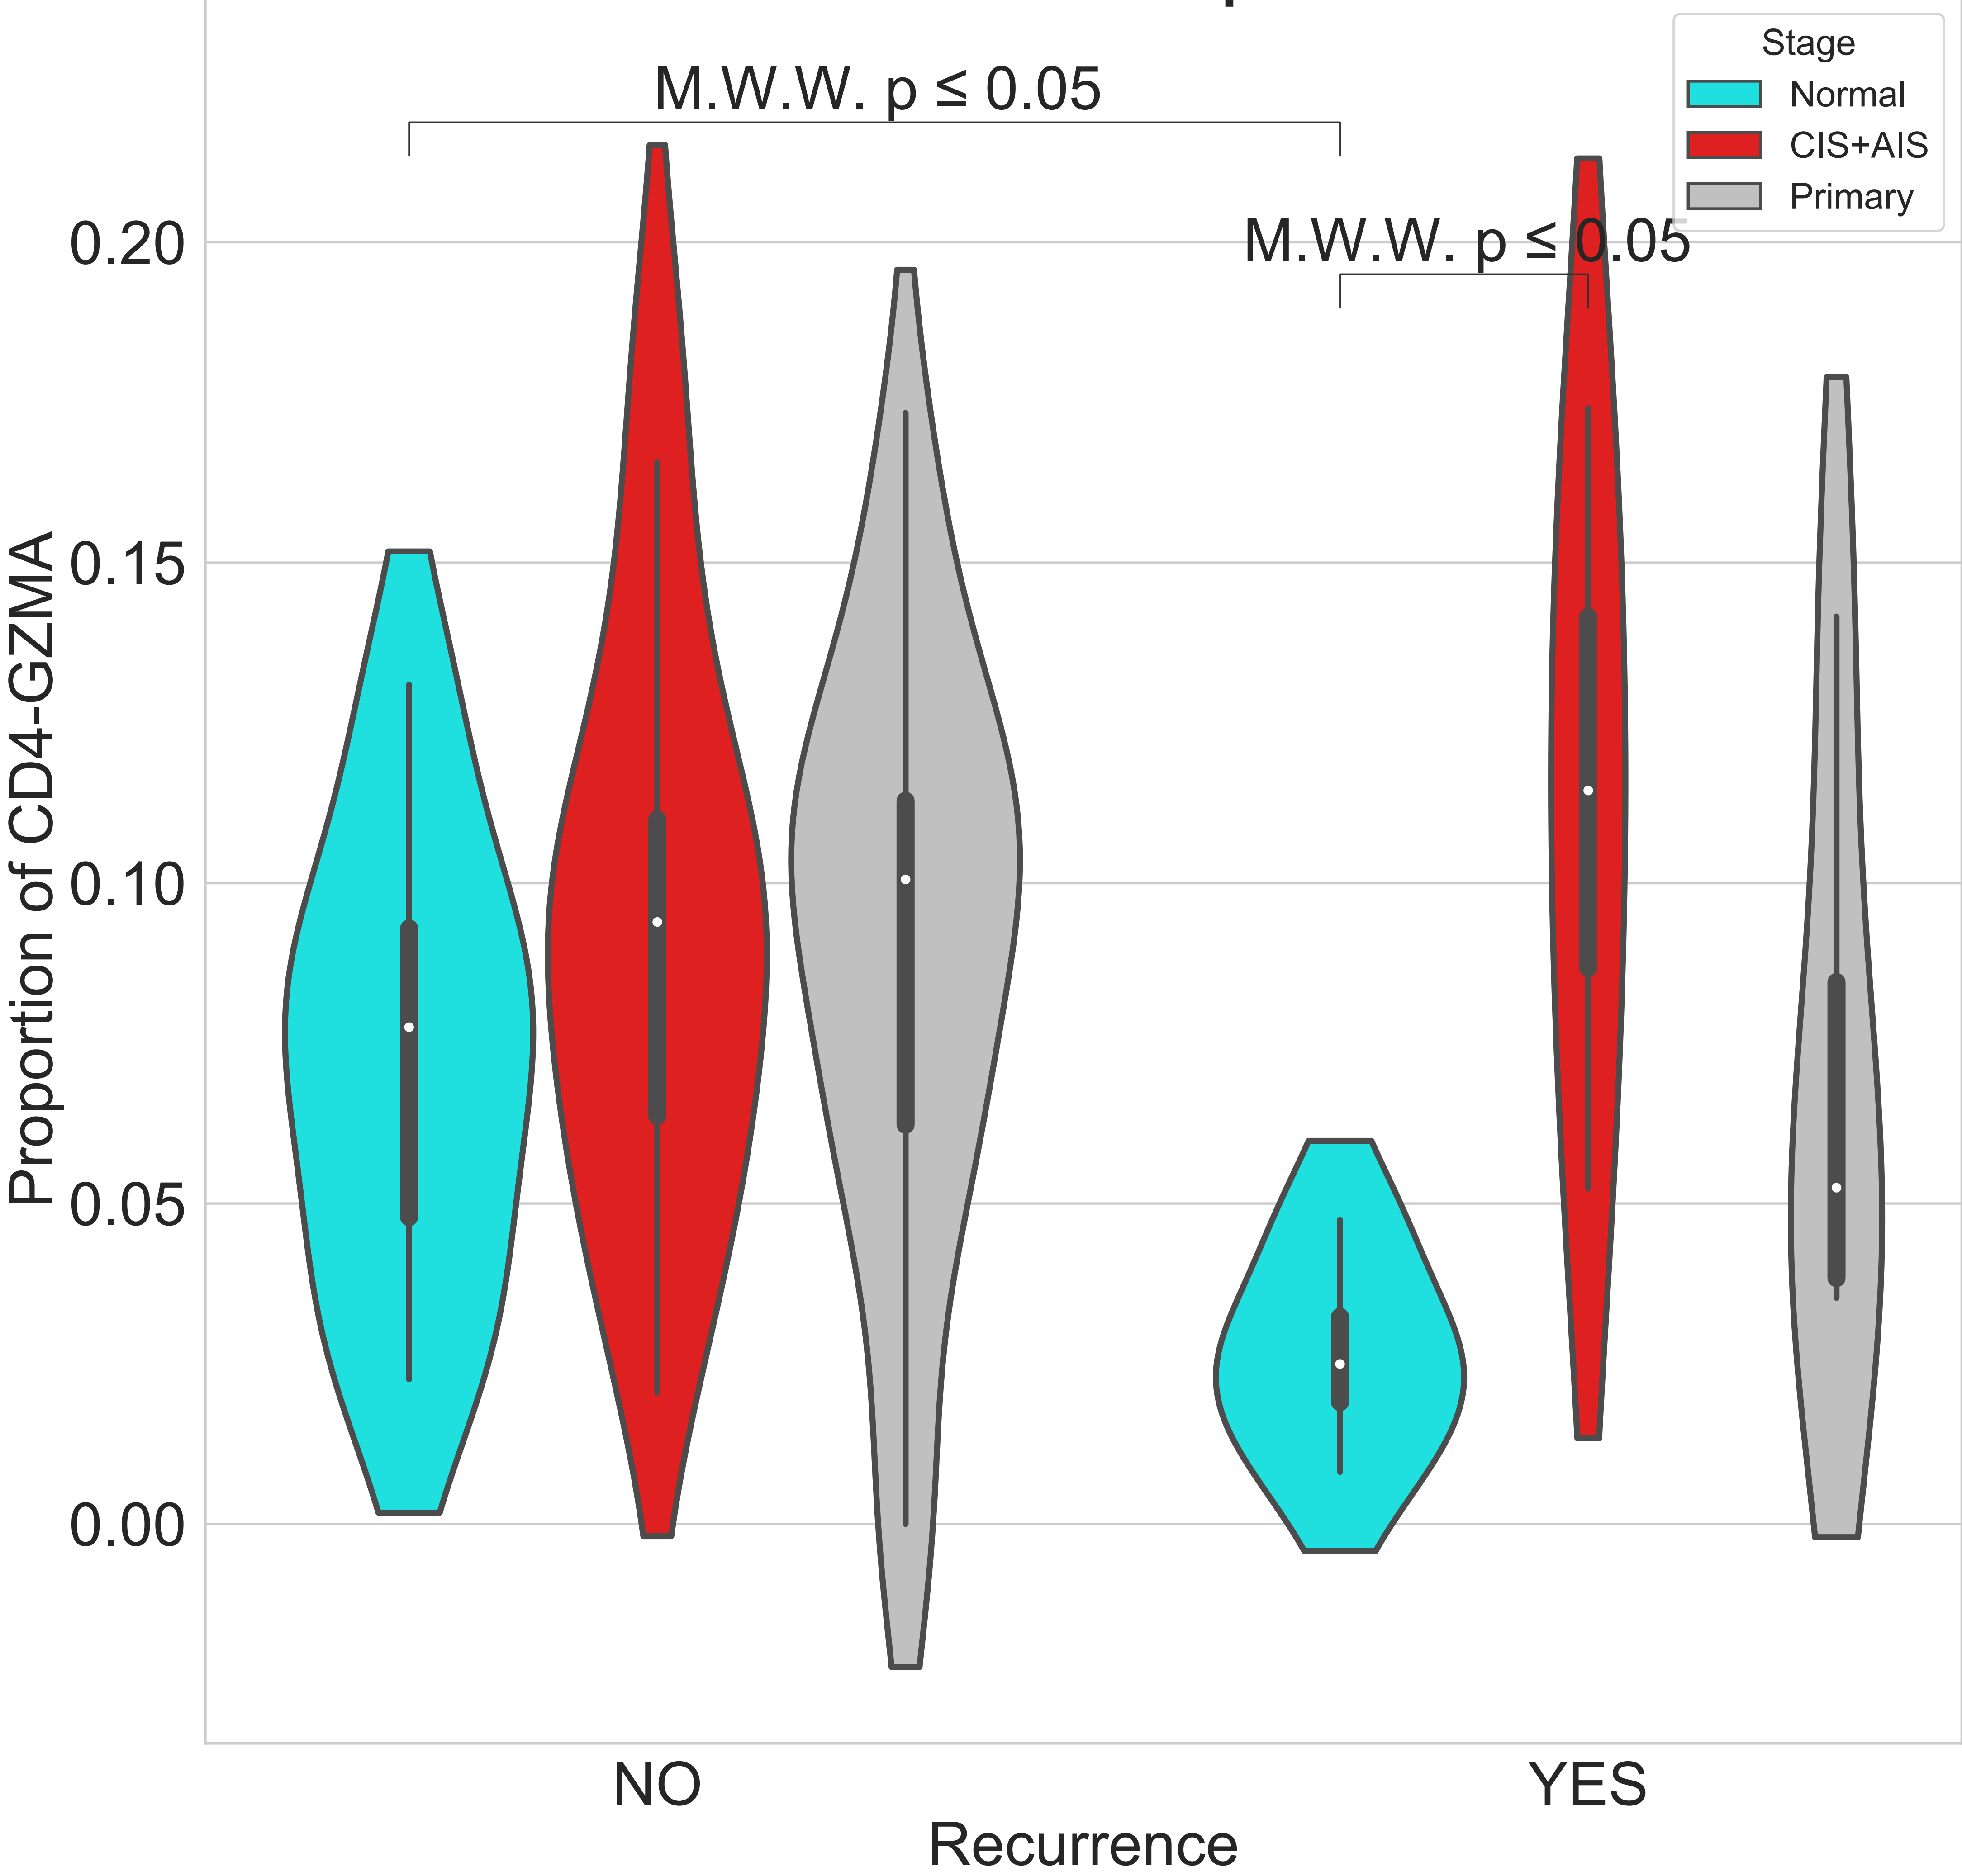 M.W.W. p ≤ 0.05
Stage
Normal
CIS+AIS
Primary
M.W.W. p ≤ 0.05
0.20
0.15
0.10
0.05
0.00
Proportion of CD4-GZMA
NO
YES
Recurrence